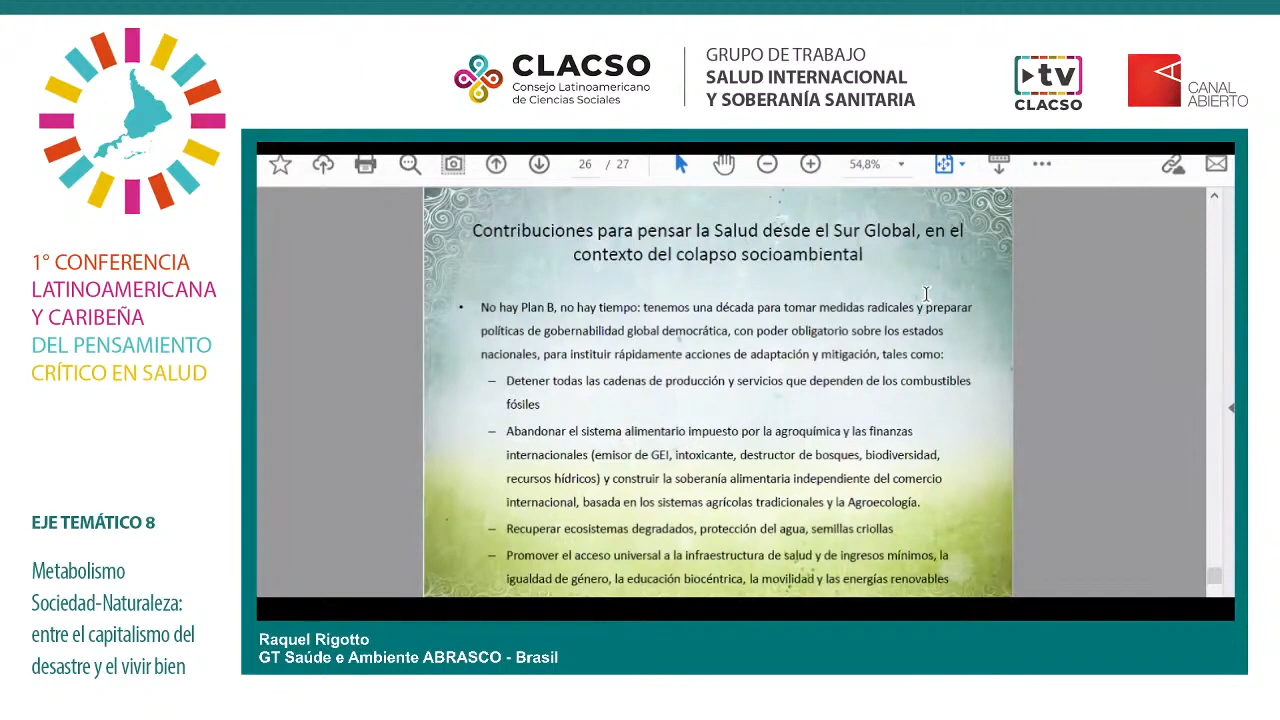 CLACSO
Consejo Latinoamericano
de Ciencias Sociales
GRUPO DE TRABAJO
SALUD INTERNACIONAL
Y SOBERANÍA SANITARIA
tv
CLACSO
CANAL
ABIERTO
1° CONFERENCIA
LATINOAMERICANA
Y CARIBEÑA
DEL PENSAMIENTO
CRÍTICO EN SALUD
EJE TEMÁTICO 8
Metabolismo
Sociedad-Naturaleza:
entre el capitalismo del
desastre y el vivir bien
26 / 27
54,8%
Contribuciones para pensar la Salud desde el Sur Global, en el
contexto del colapso socioambiental
• No hay Plan B, no hay tiempo: tenemos una década para tomar medidas radicales y preparar
políticas de gobernabilidad global democrática, con poder obligatorio sobre los estados
nacionales, para instituir rápidamente acciones de adaptación y mitigación, tales como:
– Detener todas las cadenas de producción y servicios que dependen de los combustibles
fósiles
– Abandonar el sistema alimentario impuesto por la agroquímica y las finanzas
internacionales (emisor de GEI, intoxicante, destructor de bosques, biodiversidad,
recursos hídricos) y construir la soberanía alimentaria independiente del comercio
internacional, basada en los sistemas agrícolas tradicionales y la Agroecología.
– Recuperar ecosistemas degradados, protección del agua, semillas criollas
– Promover el acceso universal a la infraestructura de salud y de ingresos mínimos, la
igualdad de género, la educación biocéntrica, la movilidad y las energías renovables
Raquel Rigotto
GT Saúde e Ambiente ABRASCO - Brasil